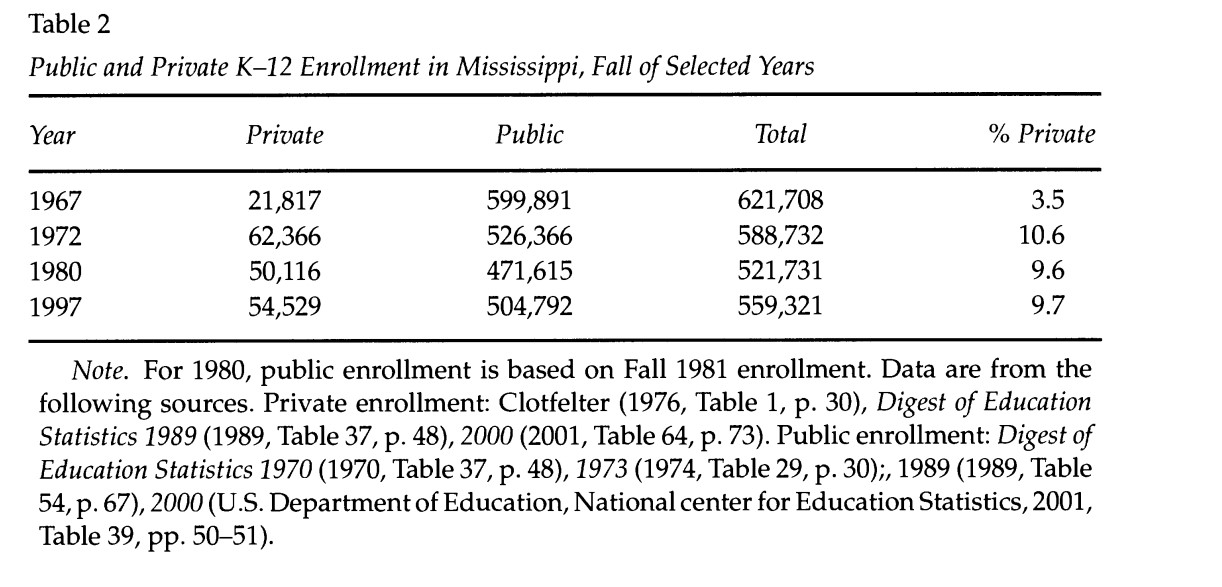 Table 2
Public and Private K–12 Enrollment in Mississippi, Fall of Selected Years
Year Private Public Total % Private
1967 21,817 599,891 621,708 3.5
1972 62,366 526,366 588,732 10.6
1980 50,116 471,615 521,731 9.6
1997 54,529 504,792 559,321 9.7
Note. For 1980, public enrollment is based on Fall 1981 enrollment. Data are from the
following sources. Private enrollment: Clotfelter (1976, Table 1, p. 30), Digest of Education
Statistics 1989 (1989, Table 37, p. 48), 2000 (2001, Table 64, p. 73). Public enrollment: Digest of
Education Statistics 1970 (1970, Table 37, p. 48), 1973 (1974, Table 29, p. 30);, 1989 (1989, Table
54, p. 67), 2000 (U.S. Department of Education, National center for Education Statistics, 2001,
Table 39, pp. 50–51).